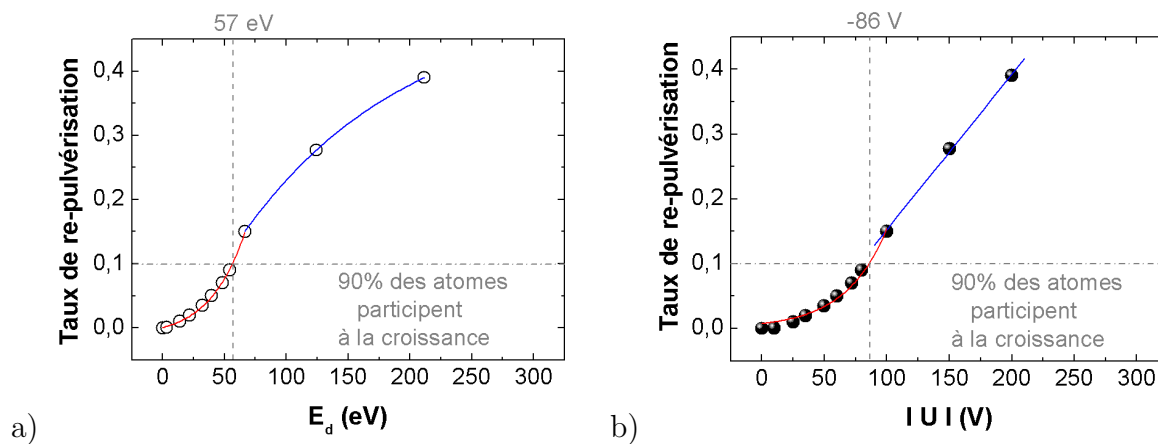 57 eV
0,4
0,3
0,2
0,1
0,0
Taux de re-pulvérisation
90% des atomes
participent
à la croissance
0 50 100 150 200 250 300
E_d (eV)
a)
-86 V
0,4
0,3
0,2
0,1
0,0
Taux de re-pulvérisation
90% des atomes
participent
à la croissance
0 50 100 150 200 250 300
I U I (V)
b)